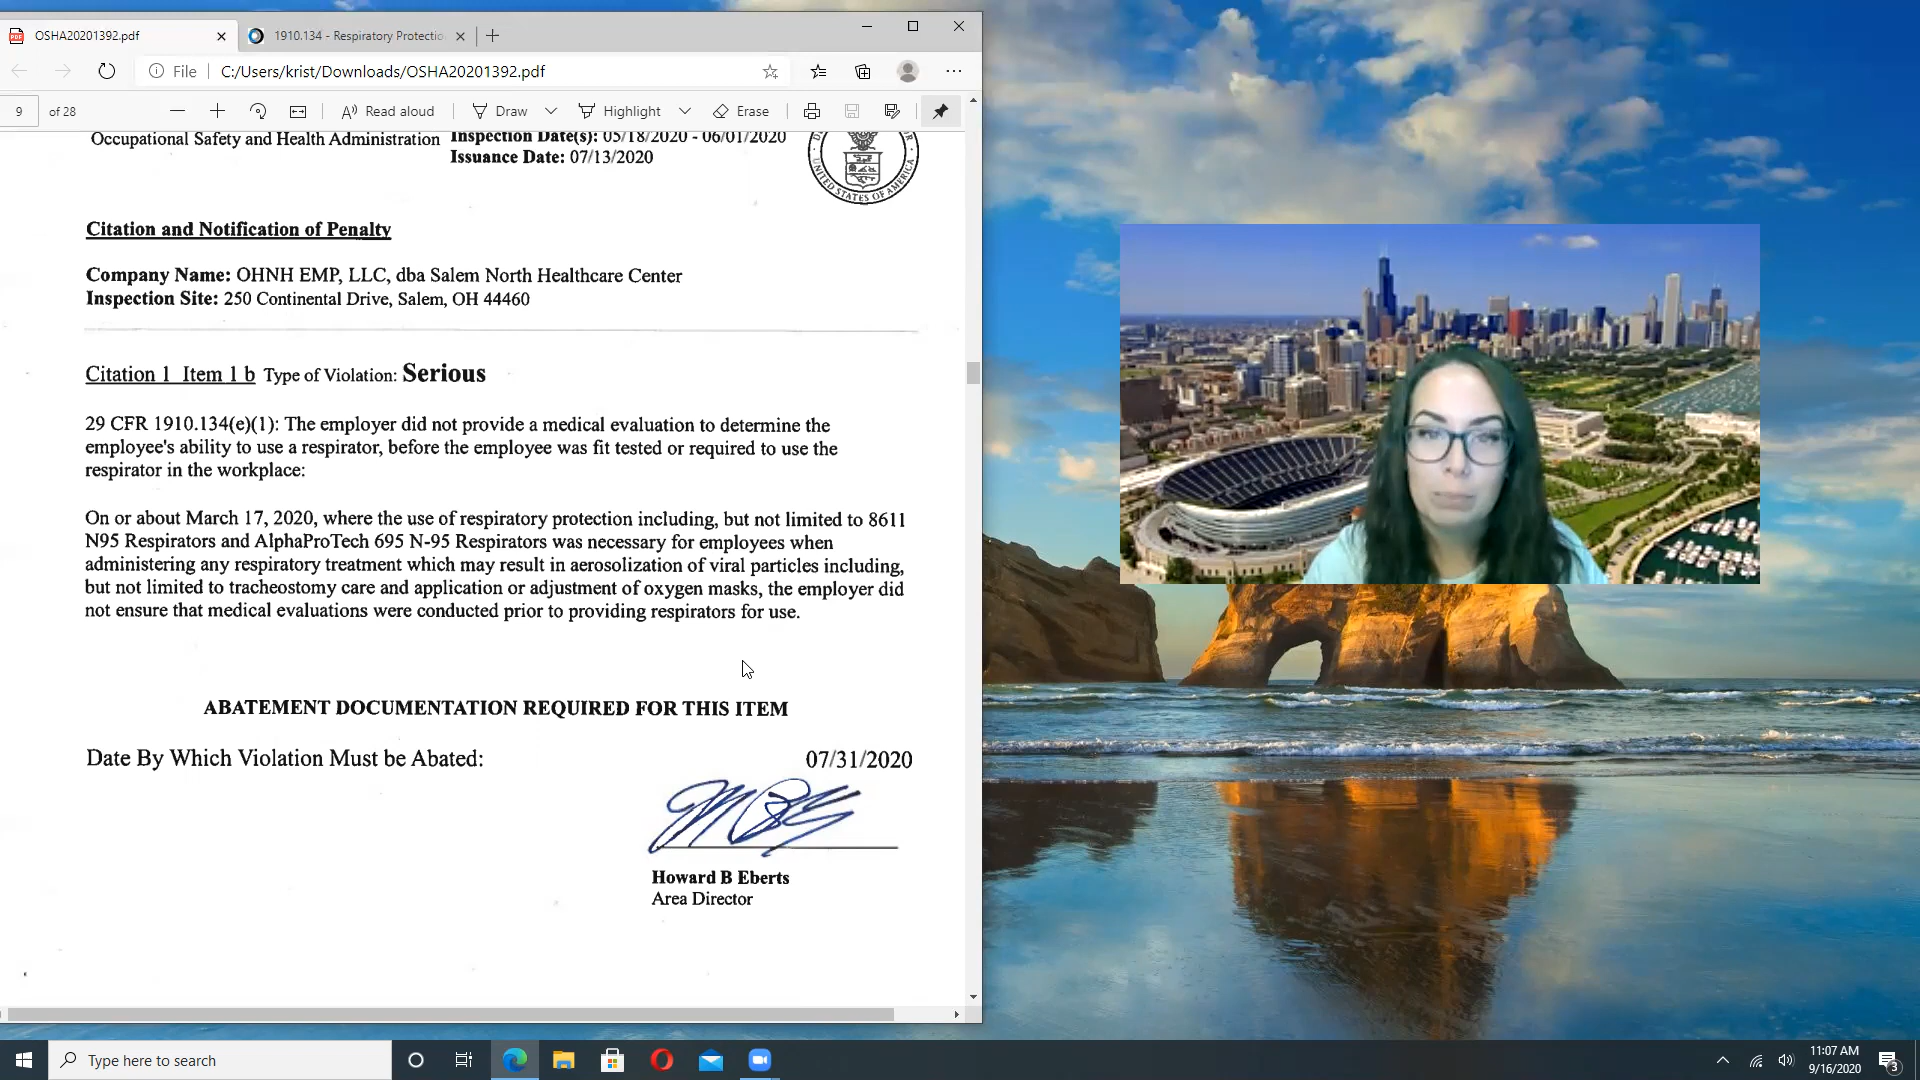 OSHA20201392.pdf
1910.134 - Respiratory Protectio
File
C:/Users/krist/Downloads/OSHA20201392.pdf
9 of 28
Read aloud
Draw
Highlight
Erase
Occupational Safety and Health Administration
Inspection Date(s): 05/18/2020 - 06/01/2020
Issuance Date: 07/13/2020
UNITED STATES OF AMERICA
Citation and Notification of Penalty
Company Name: OHNH EMP, LLC, dba Salem North Healthcare Center
Inspection Site: 250 Continental Drive, Salem, OH 44460
Citation 1 Item 1 b Type of Violation: Serious
29 CFR 1910.134(e)(1): The employer did not provide a medical evaluation to determine the
employee's ability to use a respirator, before the employee was fit tested or required to use the
respirator in the workplace:
On or about March 17, 2020, where the use of respiratory protection including, but not limited to 8611
N95 Respirators and AlphaProTech 695 N-95 Respirators was necessary for employees when
administering any respiratory treatment which may result in aerosolization of viral particles including,
but not limited to tracheostomy care and application or adjustment of oxygen masks, the employer did
not ensure that medical evaluations were conducted prior to providing respirators for use.
ABATEMENT DOCUMENTATION REQUIRED FOR THIS ITEM
Date By Which Violation Must be Abated: 07/31/2020
Howard B Eberts
Area Director
Type here to search
11:07 AM
9/16/2020
3